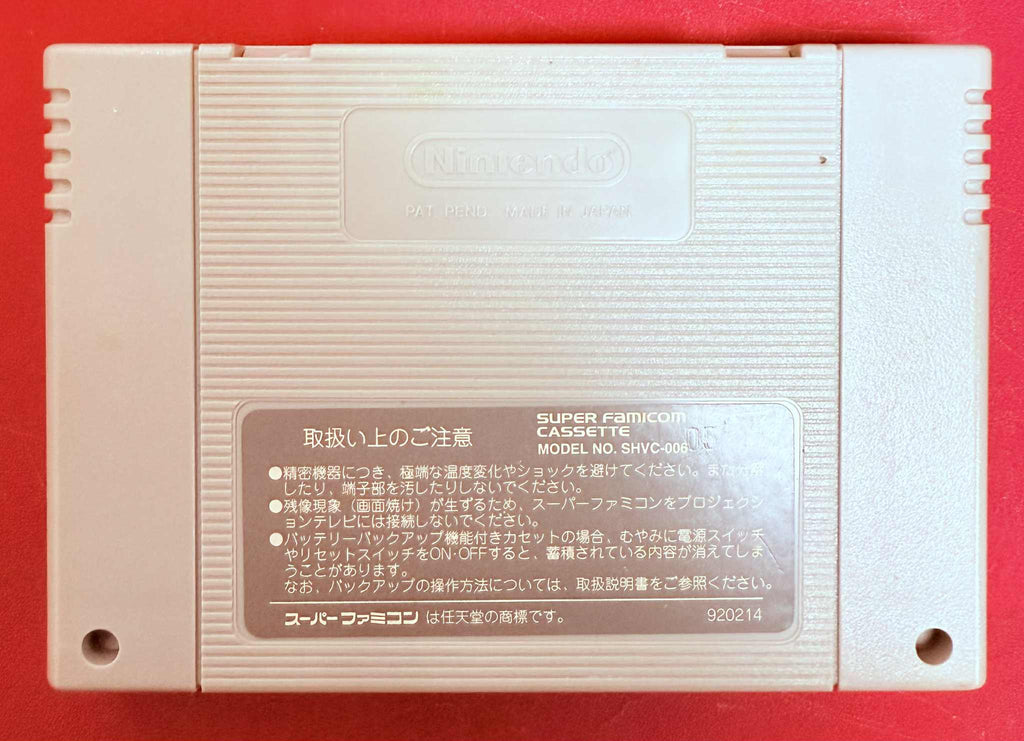 Nintendo®
PAT. PEND. MADE IN JAPAN
取扱い上のご注意
SUPER FAMICOM
CASSETTE
MODEL NO. SHVC-006
05
●精密機器につき、極端な温度変化やショックを避けてください。また
したり、端子部を汚したりしないでください。
●残像現象（画面焼け）が生ずるため、スーパーファミコンをプロジェクシ
ョンテレビには接続しないでください。
●バッテリーバックアップ機能付きカセットの場合、むやみに電源スイッチ
やリセットスイッチをON·OFFすると、蓄積されている内容が消えてしま
うことがあります。
なお、バックアップの操作方法については、取扱説明書をご参照ください。
スーパーファミコン は任天堂の商標です。
920214